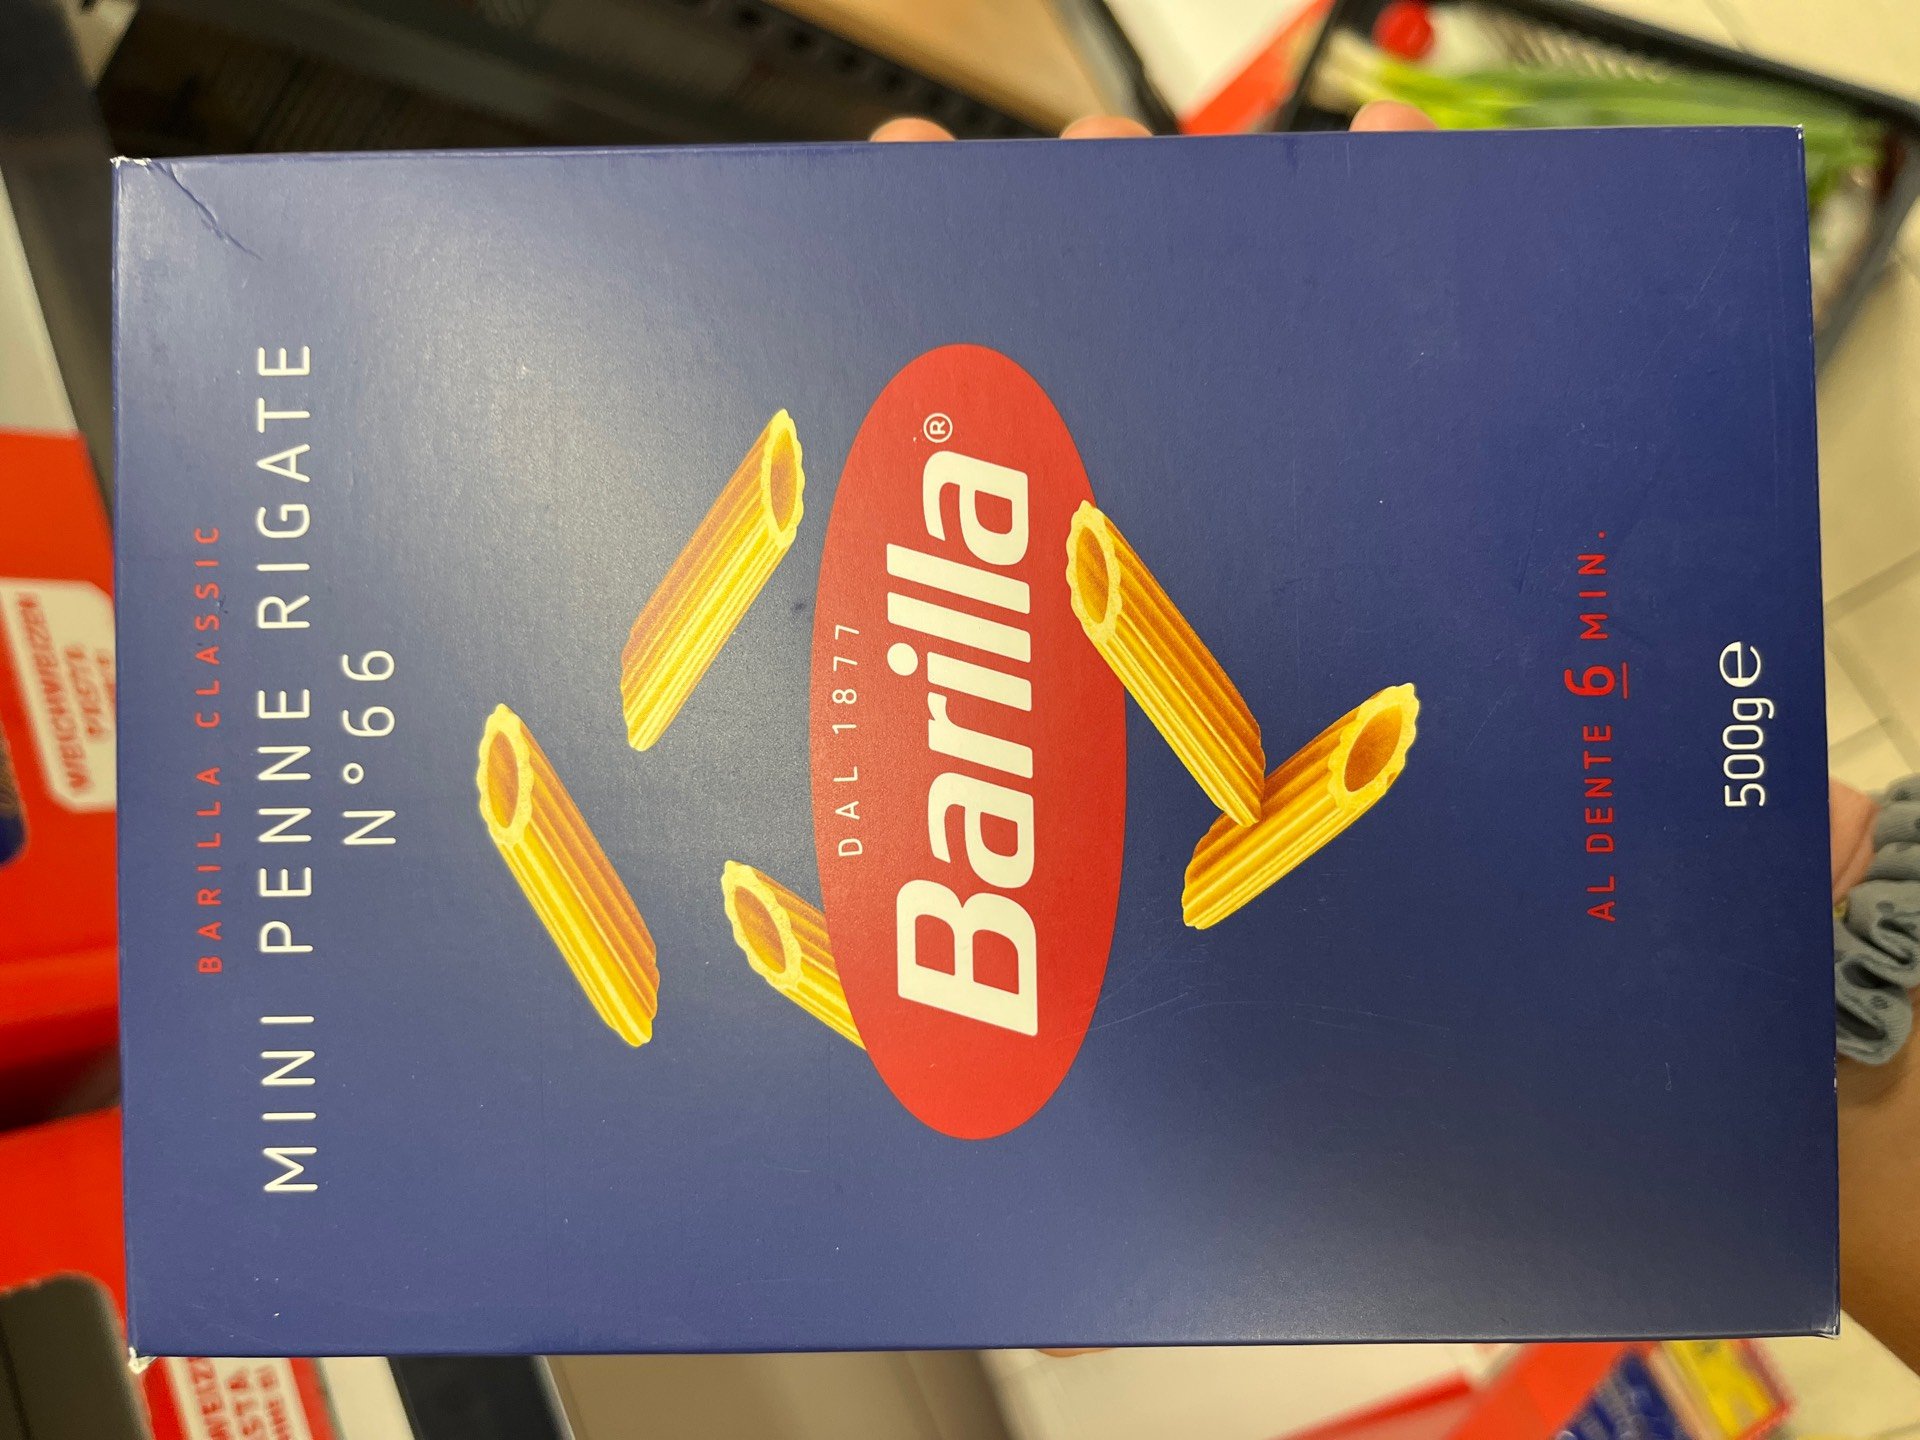 BARILLA CLASSIC
MINI PENNE RIGATE
N°66
DAL 1877
Barilla®
AL DENTE 6 MIN.
500g e